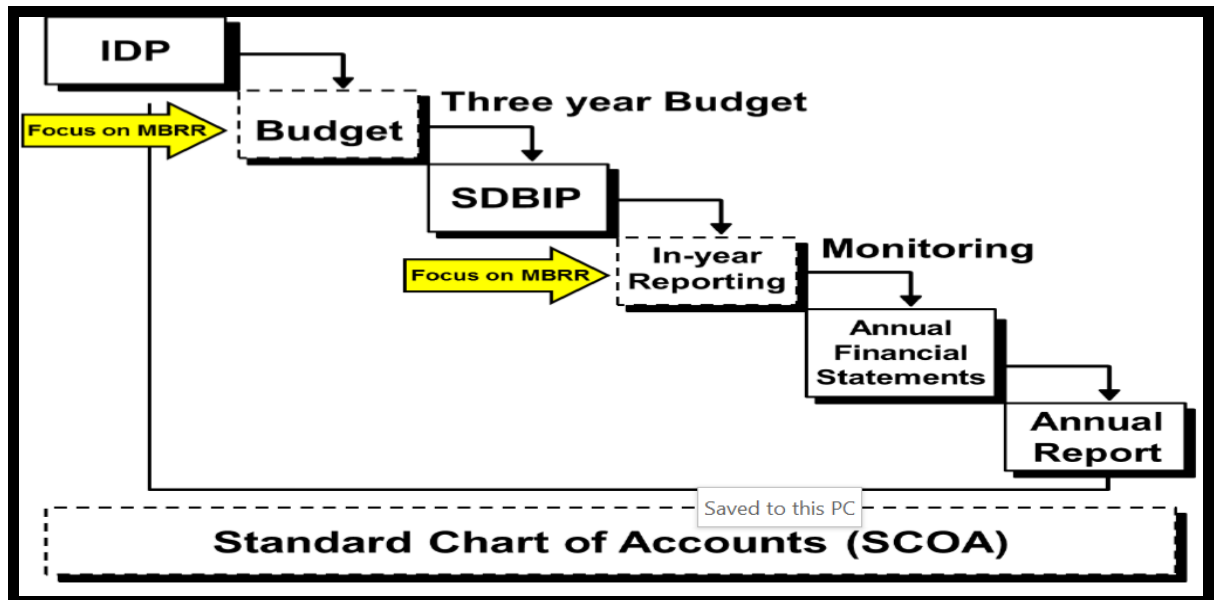 IDP
Three year Budget
Focus on MBRR
Budget
SDBIP
Monitoring
In-year
Reporting
Focus on MBRR
Annual
Financial
Statements
Annual
Report
Saved to this PC
Standard Chart of Accounts (SCOA)